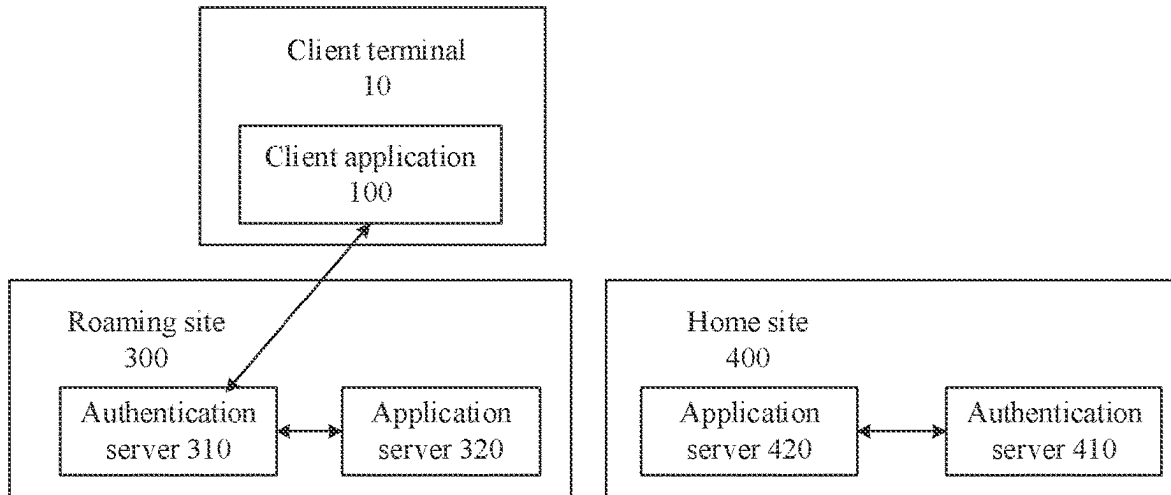 Client terminal
10
Client application
100
Roaming site
300
Authentication
server 310
Application
server 320
Home site
400
Application
server 420
Authentication
server 410